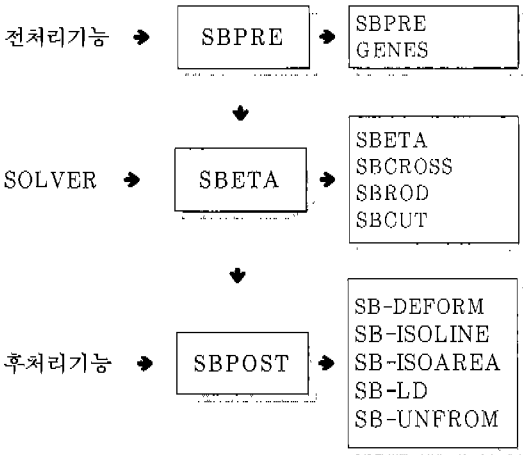 전처리기능 → SBPRE → SBPRE
GENES
SOLVER → SBETA → SBETA
SBCROSS
SBROD
SBCUT
후처리기능 → SBPOST → SB-DEFORM
SB-ISOLINE
SB-ISOAREA
SB-LD
SB-UNFROM